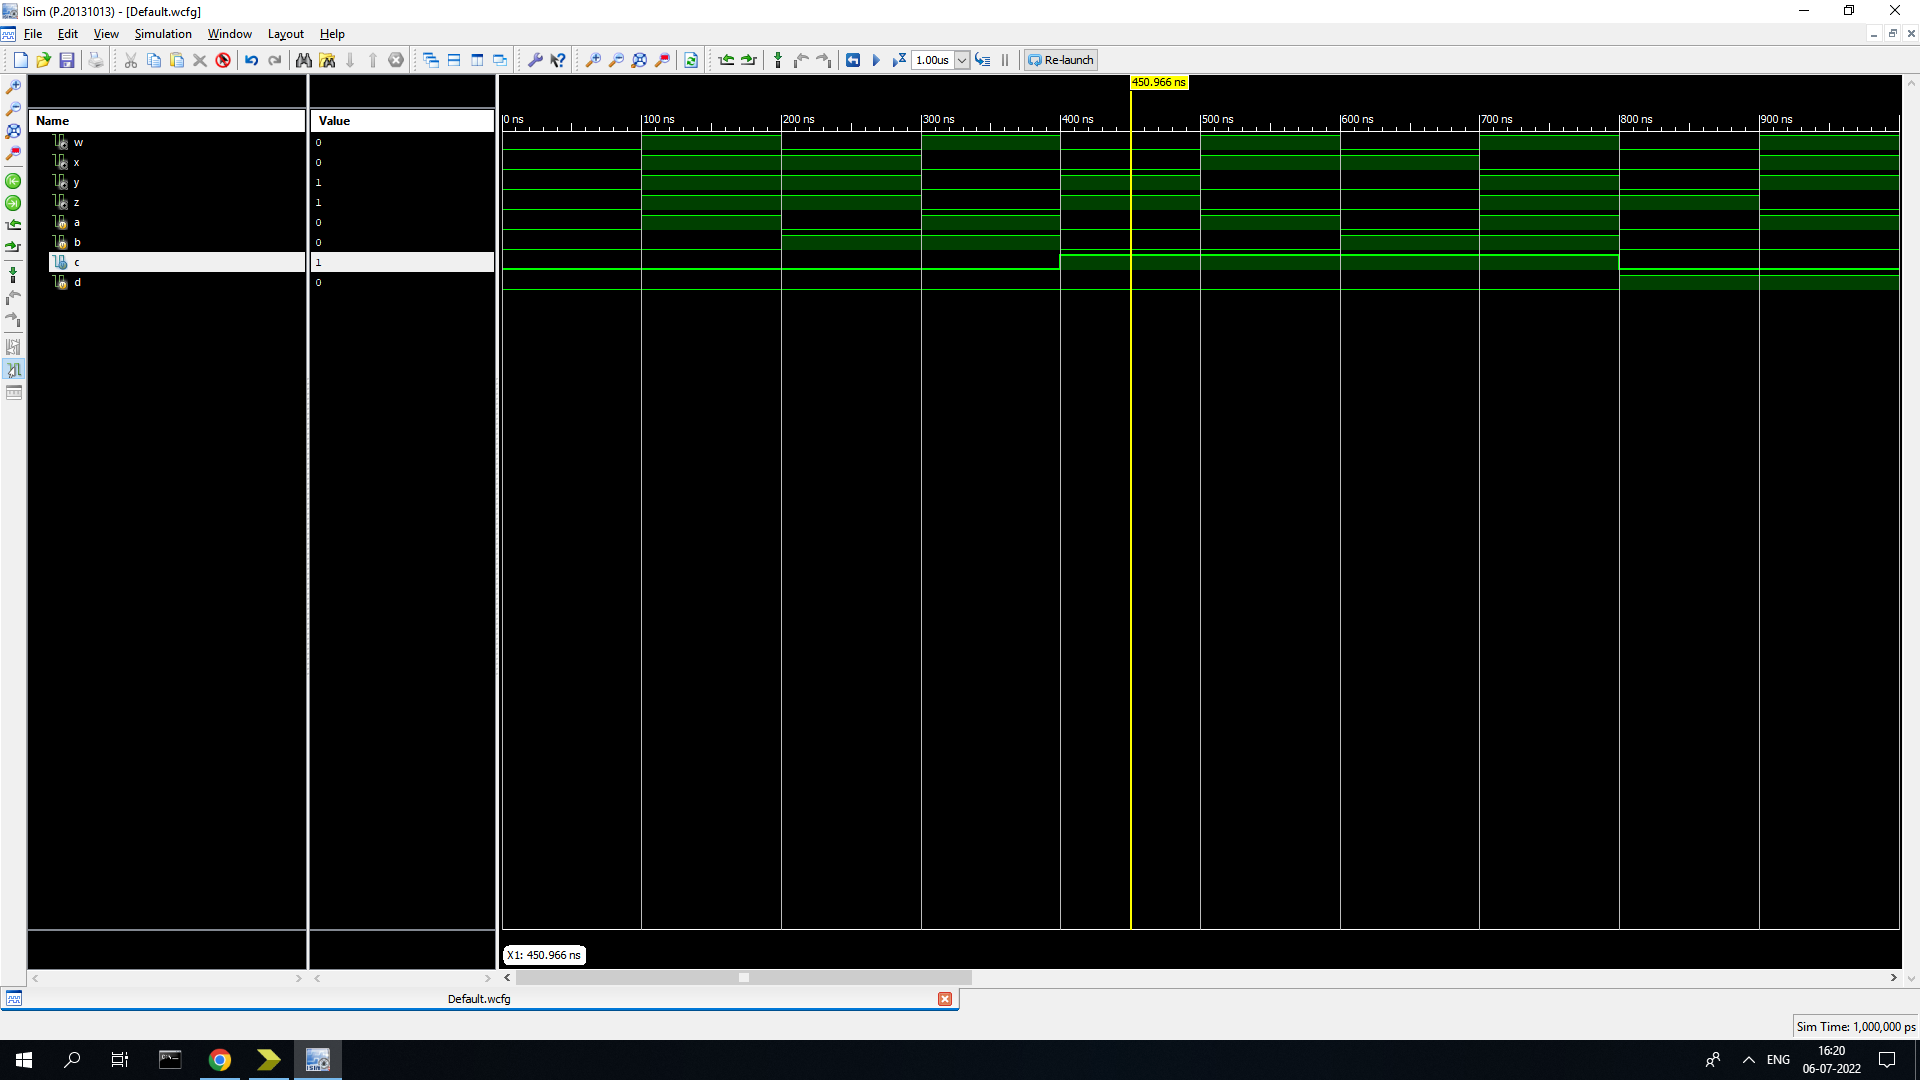 ISim (P.20131013) - [Default.wcfg]
File Edit View Simulation Window Layout Help
1.00us Re-launch
450.966 ns
Name Value
0 ns 100 ns 200 ns 300 ns 400 ns 500 ns 600 ns 700 ns 800 ns 900 ns
w 0
x 0
y 1
z 1
a 0
b 0
c 1
d 0
X1: 450.966 ns
Default.wcfg
Sim Time: 1,000,000 ps
ISim
ENG
16:20
06-07-2022